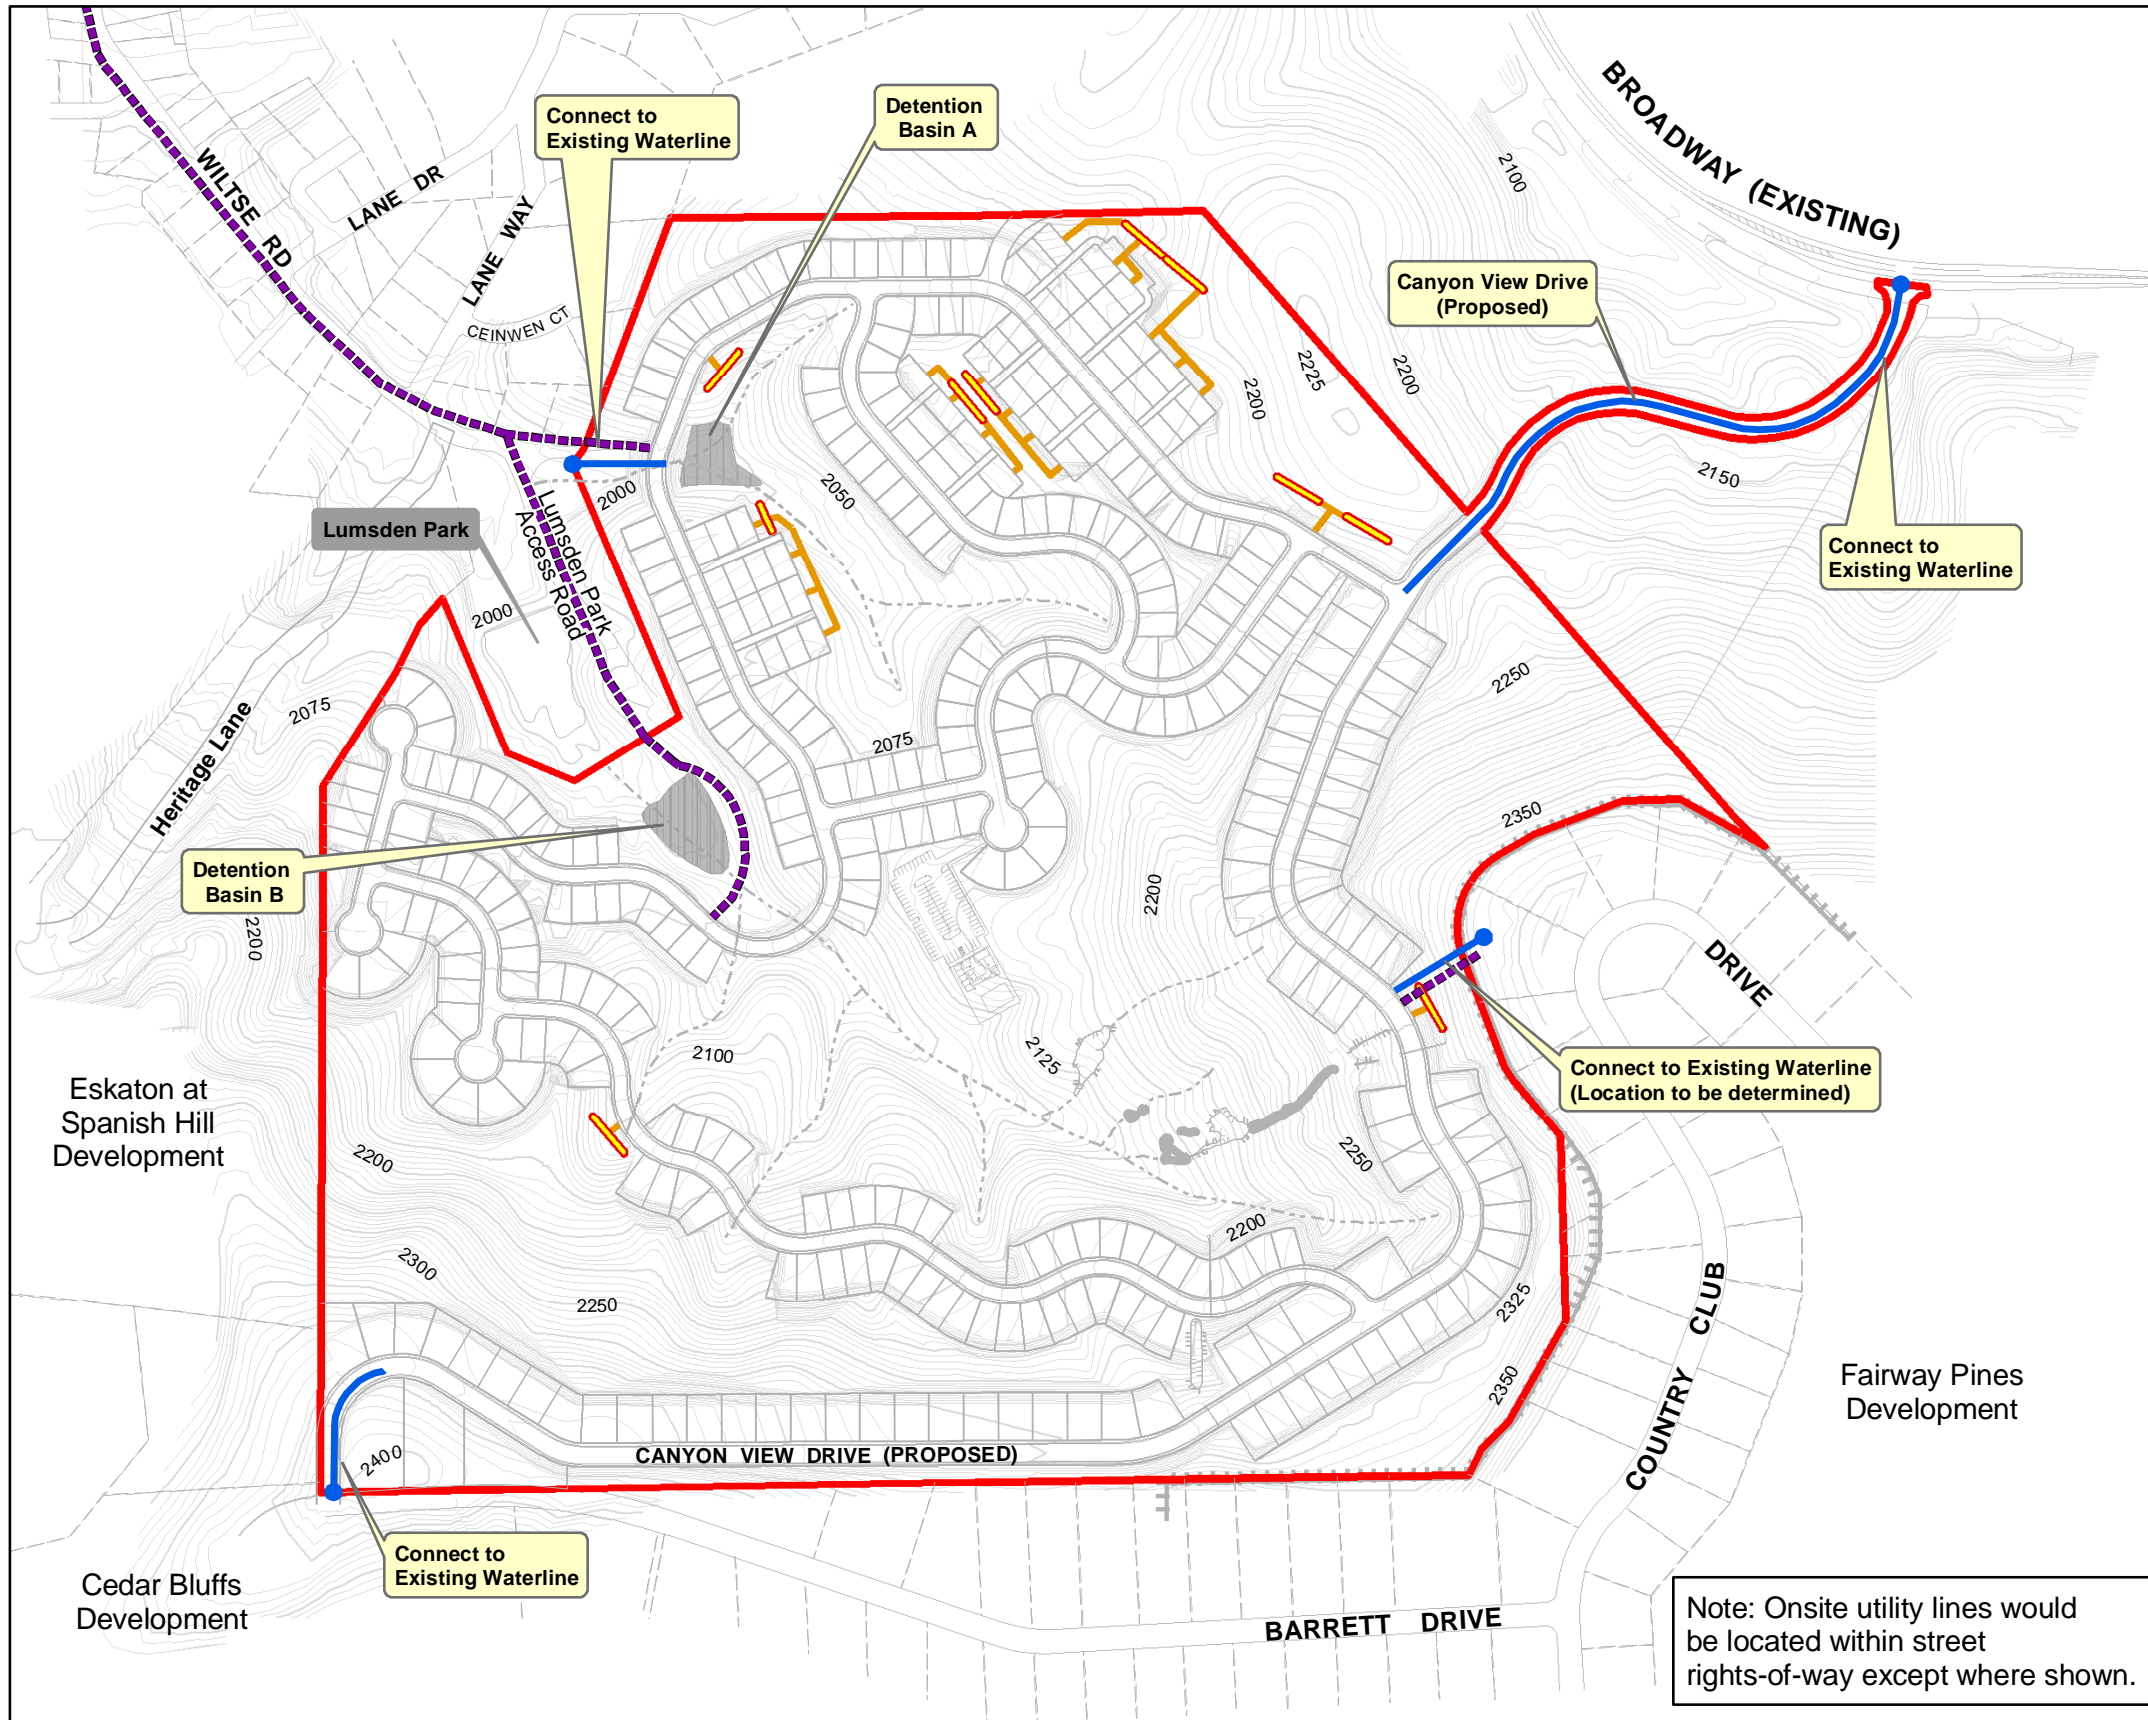 BROADWAY (EXISTING)
Connect to
Existing Waterline
Detention
Basin A
WILTSE RD
LANE DR
LANE WAY
CEINWEN CT
2100
Canyon View Drive
(Proposed)
2225
2200
2200
2150
2000
2050
Lumsden Park
Lumsden Park
Access Road
Connect to
Existing Waterline
2000
2250
2075
Heritage Lane
2075
2350
Detention
Basin B
2200
2200
DRIVE
2100
2125
Connect to Existing Waterline
(Location to be determined)
Eskaton at
Spanish Hill
Development
2200
2250
2200
2300
2250
2325
COUNTRY CLUB
2350
Fairway Pines
Development
2400
CANYON VIEW DRIVE (PROPOSED)
Connect to
Existing Waterline
Cedar Bluffs
Development
BARRETT DRIVE
Note: Onsite utility lines would
be located within street
rights-of-way except where shown.